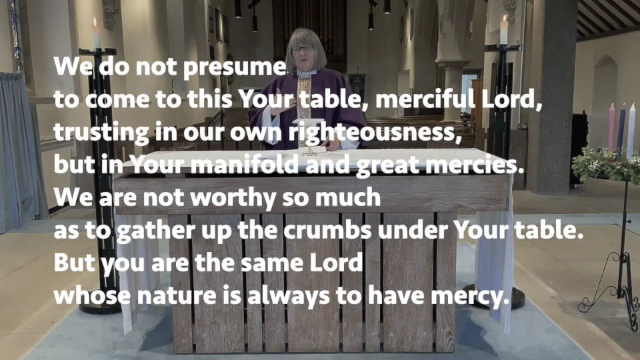 We do not presume
to come to this Your table, merciful Lord,
trusting in our own righteousness,
but in Your manifold and great mercies.
We are not worthy so much
as to gather up the crumbs under Your table.
But you are the same Lord
whose nature is always to have mercy.